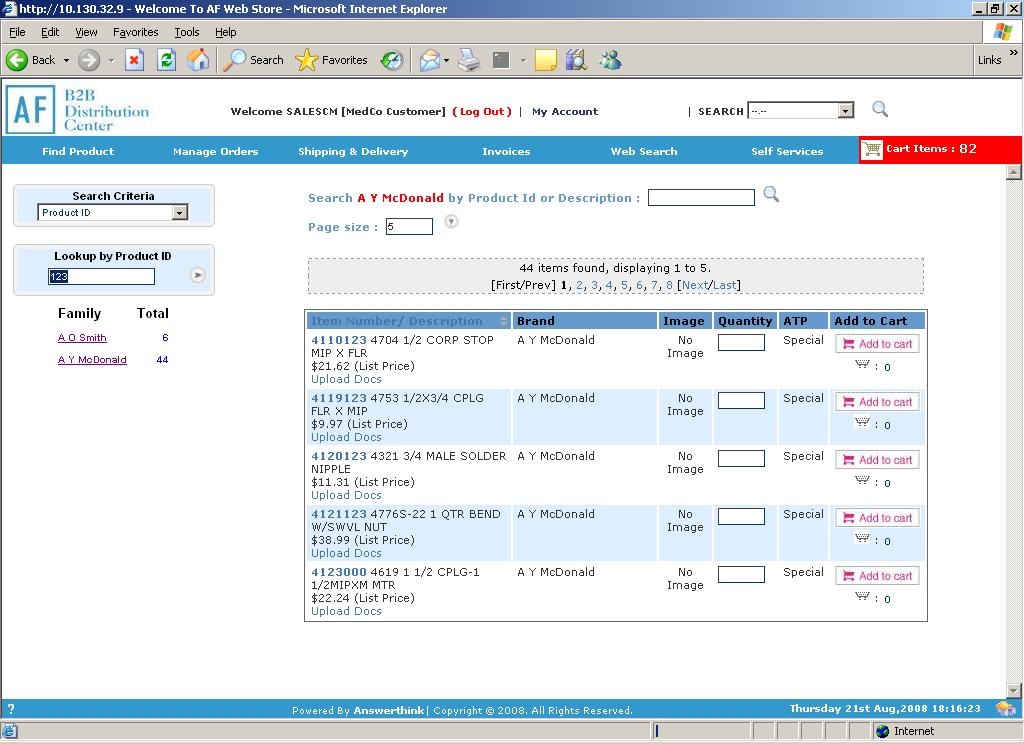 http://10.130.32.9 - Welcome To AF Web Store - Microsoft Internet Explorer
File Edit View Favorites Tools Help
Back Search Favorites Links »
AF B2B Distribution Center
Welcome SALESCM [MedCo Customer] ( Log Out ) | My Account | SEARCH --.--
Find Product Manage Orders Shipping & Delivery Invoices Web Search Self Services Cart Items : 82
Search Criteria
Product ID
Lookup by Product ID
123
Family Total
A O Smith 6
A Y McDonald 44
Search A Y McDonald by Product Id or Description :
Page size : 5
44 items found, displaying 1 to 5.
[First/Prev] 1, 2, 3, 4, 5, 6, 7, 8 [Next/Last]
Item Number/ Description Brand Image Quantity ATP Add to Cart
4110123 4704 1/2 CORP STOP A Y McDonald No Special Add to cart
MIP X FLR Image
$21.62 (List Price) : 0
Upload Docs
4119123 4753 1/2X3/4 CPLG A Y McDonald No Special Add to cart
FLR X MIP Image
$9.97 (List Price) : 0
Upload Docs
4120123 4321 3/4 MALE SOLDER A Y McDonald No Special Add to cart
NIPPLE Image
$11.31 (List Price) : 0
Upload Docs
4121123 4776S-22 1 QTR BEND A Y McDonald No Special Add to cart
W/SWVL NUT Image
$38.99 (List Price) : 0
Upload Docs
4123000 4619 1 1/2 CPLG-1 A Y McDonald No Special Add to cart
1/2MIPXM MTR Image
$22.24 (List Price) : 0
Upload Docs
? Powered By Answerthink| Copyright © 2008. All Rights Reserved. Thursday 21st Aug,2008 18:16:23
Internet